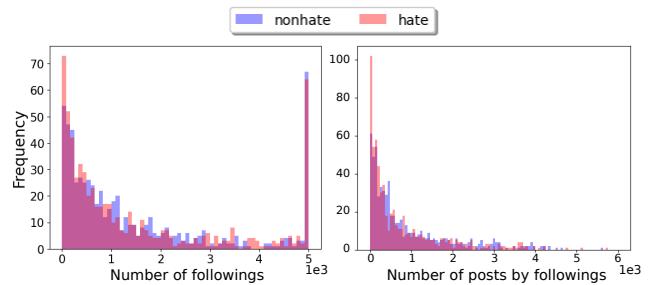 nonhate hate
Frequency
70
60
50
40
30
20
10
0
0 1 2 3 4 5
1e3
Number of followings
100
80
60
40
20
0
0 1 2 3 4 5 6
1e3
Number of posts by followings